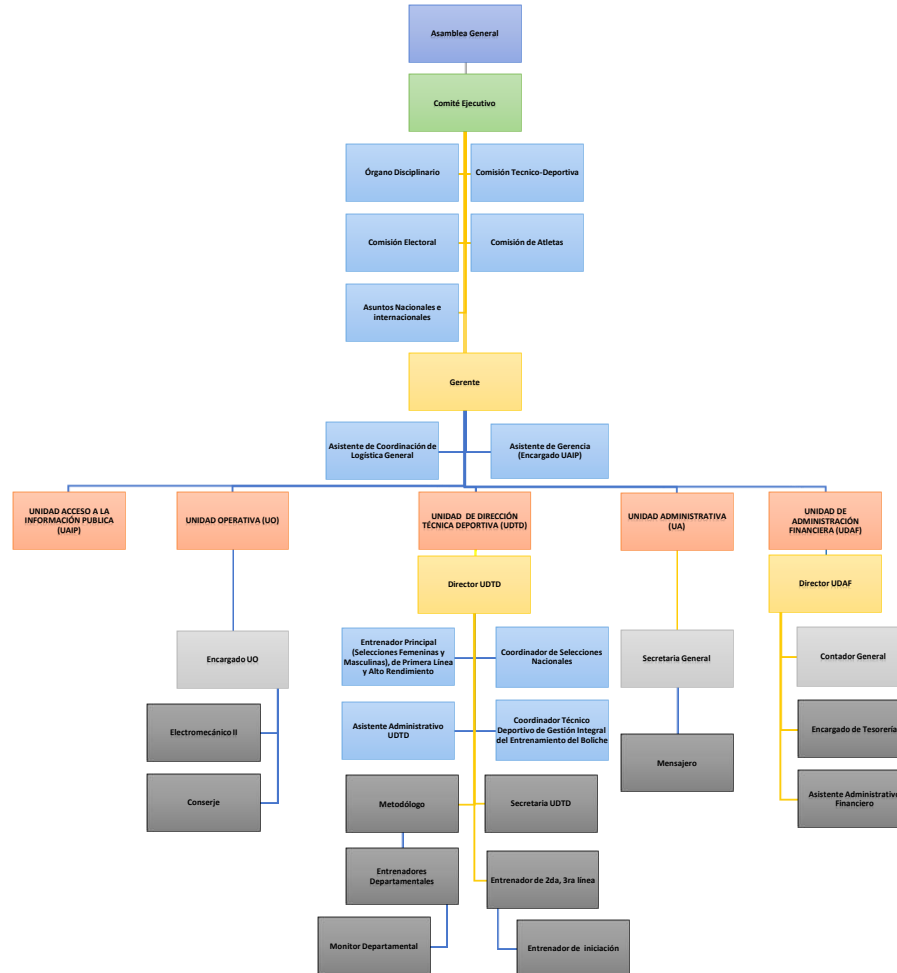 Asamblea General
Comité Ejecutivo
Órgano Disciplinario
Comisión Tecnico-Deportiva
Comisión Electoral
Comisión de Atletas
Asuntos Nacionales e
internacionales
Gerente
Asistente de Coordinación de
Logística General
Asistente de Gerencia
(Encargado UAIP)
UNIDAD ACCESO A LA
INFORMACIÓN PUBLICA
(UAIP)
UNIDAD OPERATIVA (UO)
UNIDAD DE DIRECCIÓN
TÉCNICA DEPORTIVA (UDTD)
UNIDAD ADMINISTRATIVA
(UA)
UNIDAD DE
ADMINISTRACIÓN
FINANCIERA (UDAF)
Director UDTD
Director UDAF
Encargado UO
Entrenador Principal
(Selecciones Femeninas y
Masculinas), de Primera Línea
y Alto Rendimiento
Coordinador de Selecciones
Nacionales
Secretaria General
Contador General
Electromecánico II
Asistente Administrativo
UDTD
Coordinador Técnico
Deportivo de Gestión Integral
del Entrenamiento del Boliche
Mensajero
Encargado de Tesorería
Conserje
Metodólogo
Secretaria UDTD
Asistente Administrativo
Financiero
Entrenadores
Departamentales
Entrenador de 2da, 3ra línea
Monitor Departamental
Entrenador de iniciación